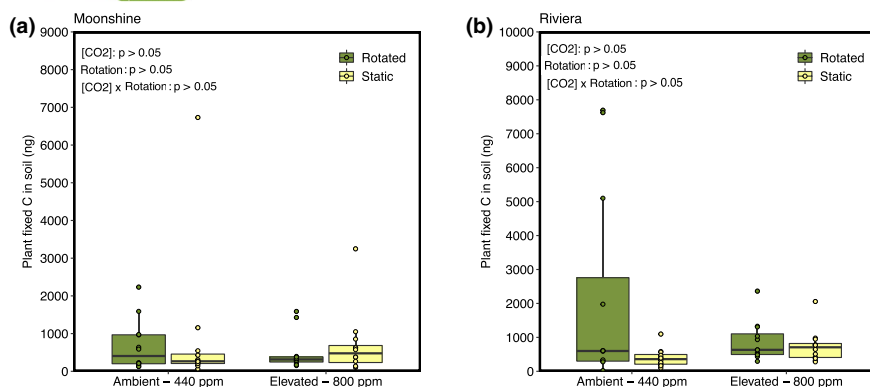 Moonshine
(a)
9000
8000
7000
6000
5000
4000
3000
2000
1000
0
Plant fixed C in soil (ng)
[CO2]: p > 0.05
Rotation: p > 0.05
[CO2] x Rotation: p > 0.05
Rotated
Static
Ambient – 440 ppm
Elevated – 800 ppm
Riviera
(b)
10000
9000
8000
7000
6000
5000
4000
3000
2000
1000
0
Plant fixed C in soil (ng)
[CO2]: p > 0.05
Rotation: p > 0.05
[CO2] x Rotation: p > 0.05
Rotated
Static
Ambient – 440 ppm
Elevated – 800 ppm